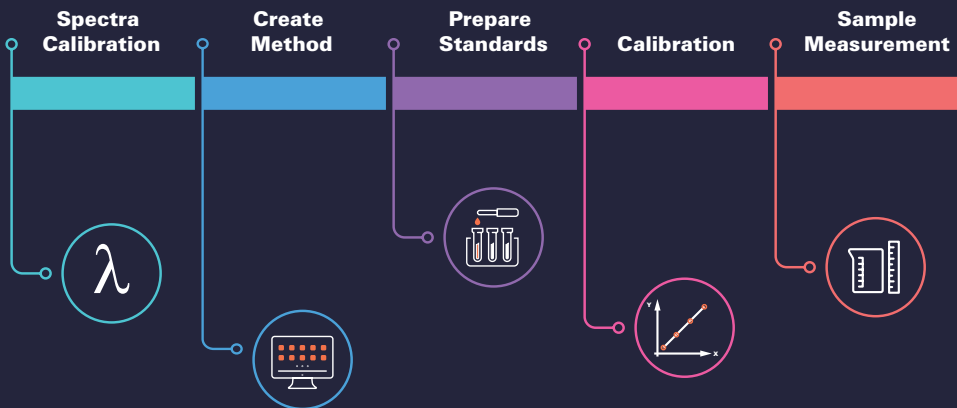 Spectra
Calibration
Create
Method
Prepare
Standards
Calibration
Sample
Measurement
λ
Y
X